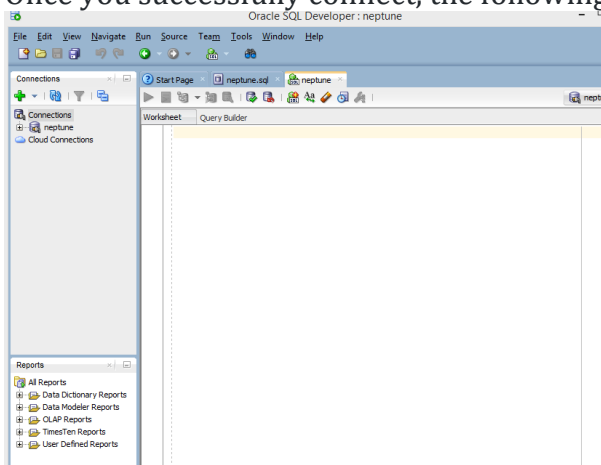 Once you successfully connect, the following
Oracle SQL Developer : neptune
File Edit View Navigate Run Source Team Tools Window Help
Connections
Connections
neptune
Cloud Connections
Start Page
neptune.sql
neptune
Worksheet Query Builder
Reports
All Reports
Data Dictionary Reports
Data Modeler Reports
OLAP Reports
TimesTen Reports
User Defined Reports